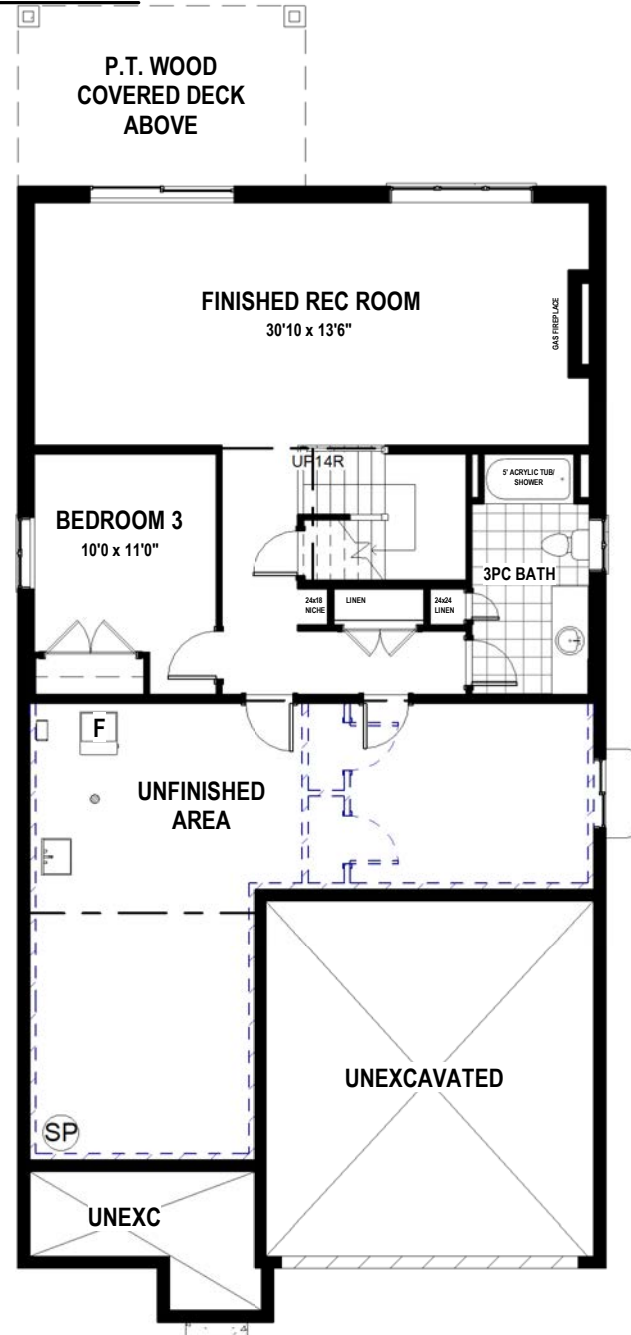 P.T. WOOD
COVERED DECK
ABOVE
FINISHED REC ROOM
30'10 x 13'6"
GAS FIREPLACE
UP14R
5' ACRYLIC TUB/
SHOWER
BEDROOM 3
10'0 x 11'0"
3PC BATH
24x18
NICHE
LINEN
24x24
LINEN
F
UNFINISHED
AREA
UNEXCAVATED
SP
UNEXC